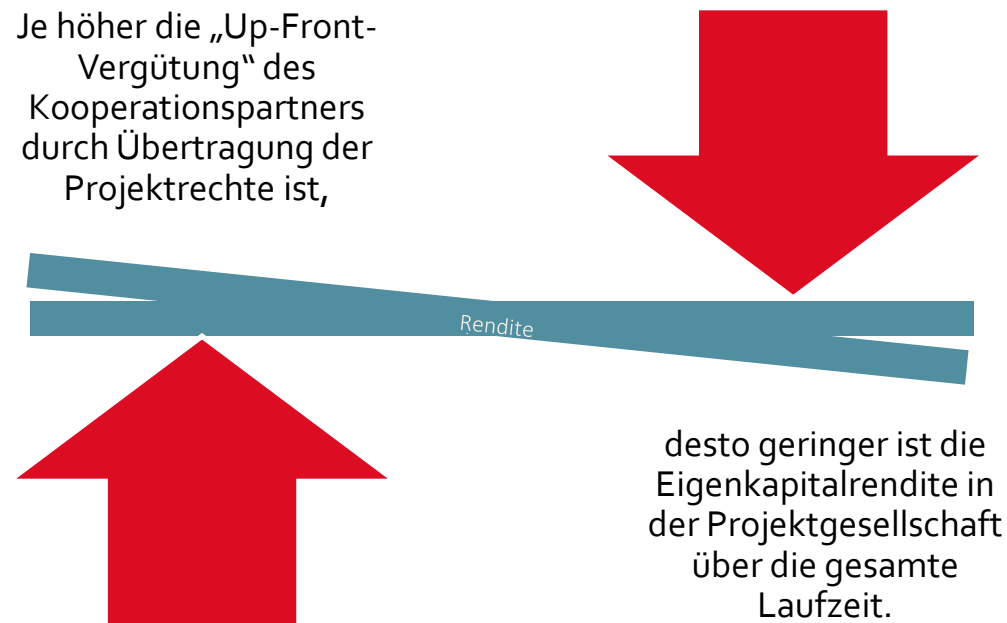 Je höher die „Up-Front-
Vergütung“ des
Kooperationspartners
durch Übertragung der
Projektrechte ist,
Rendite
desto geringer ist die
Eigenkapitalrendite in
der Projektgesellschaft
über die gesamte
Laufzeit.